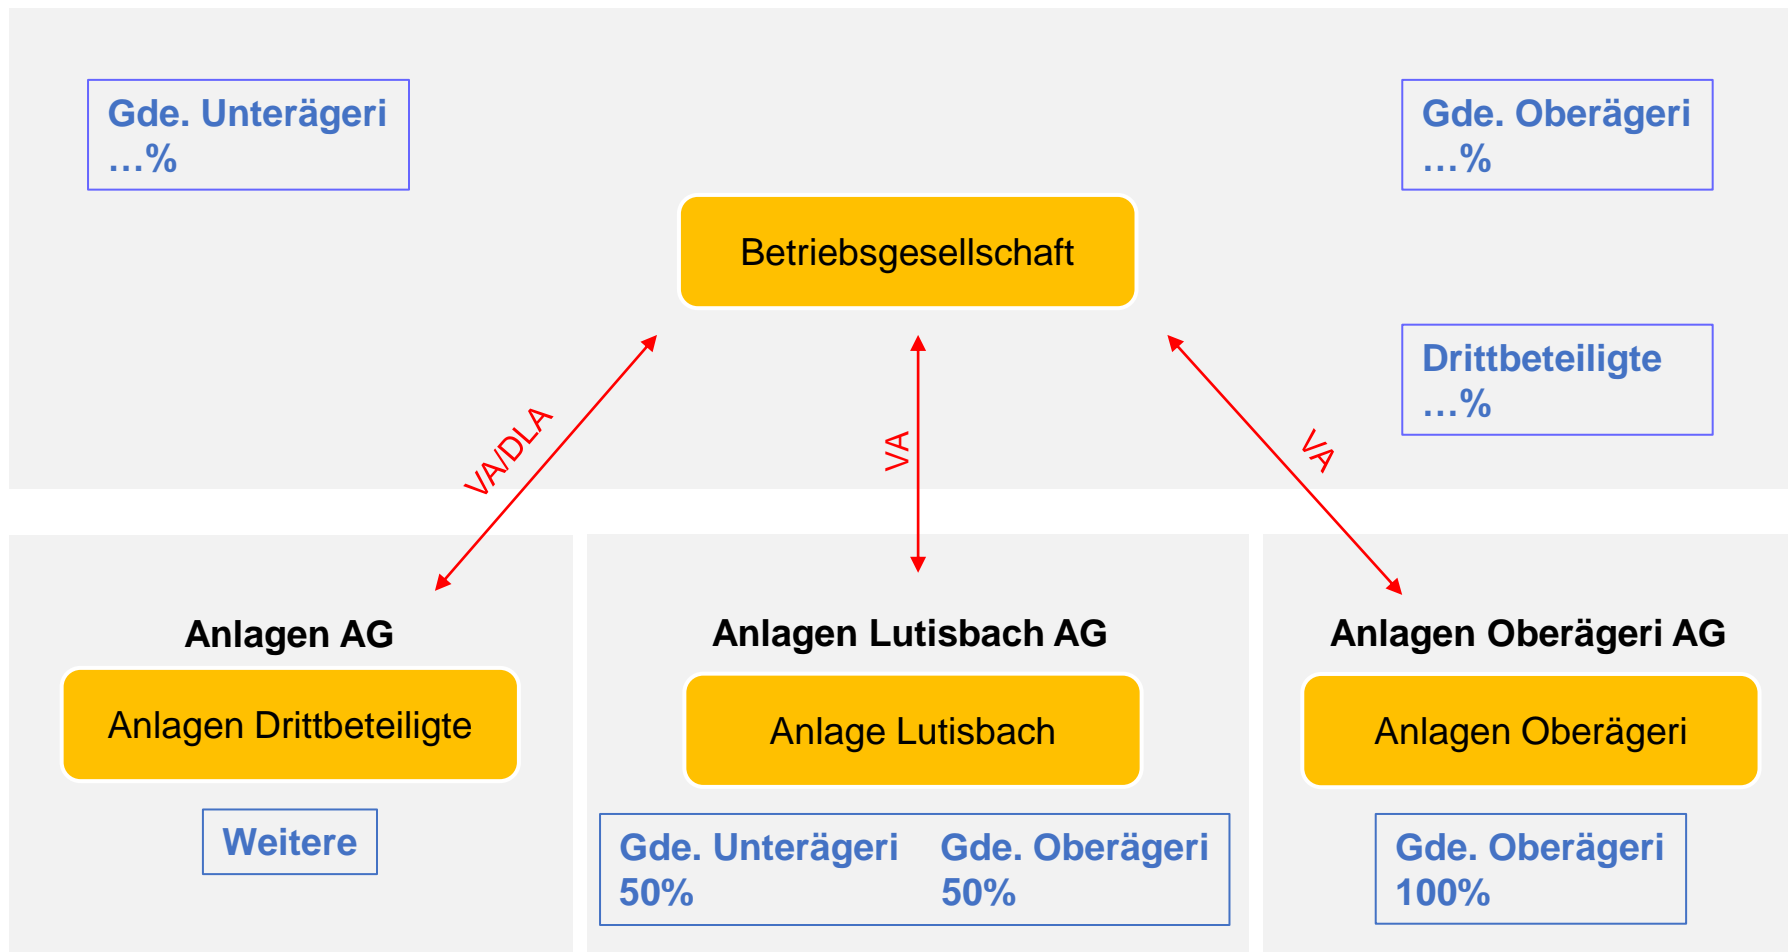 Gde. Unterägeri
…%
Gde. Oberägeri
…%
Betriebsgesellschaft
Drittbeteiligte
…%
VA/DLA
VA
VA
Anlagen AG
Anlagen Drittbeteiligte
Weitere
Anlagen Lutisbach AG
Anlage Lutisbach
Gde. Unterägeri Gde. Oberägeri
50% 50%
Anlagen Oberägeri AG
Anlagen Oberägeri
Gde. Oberägeri
100%